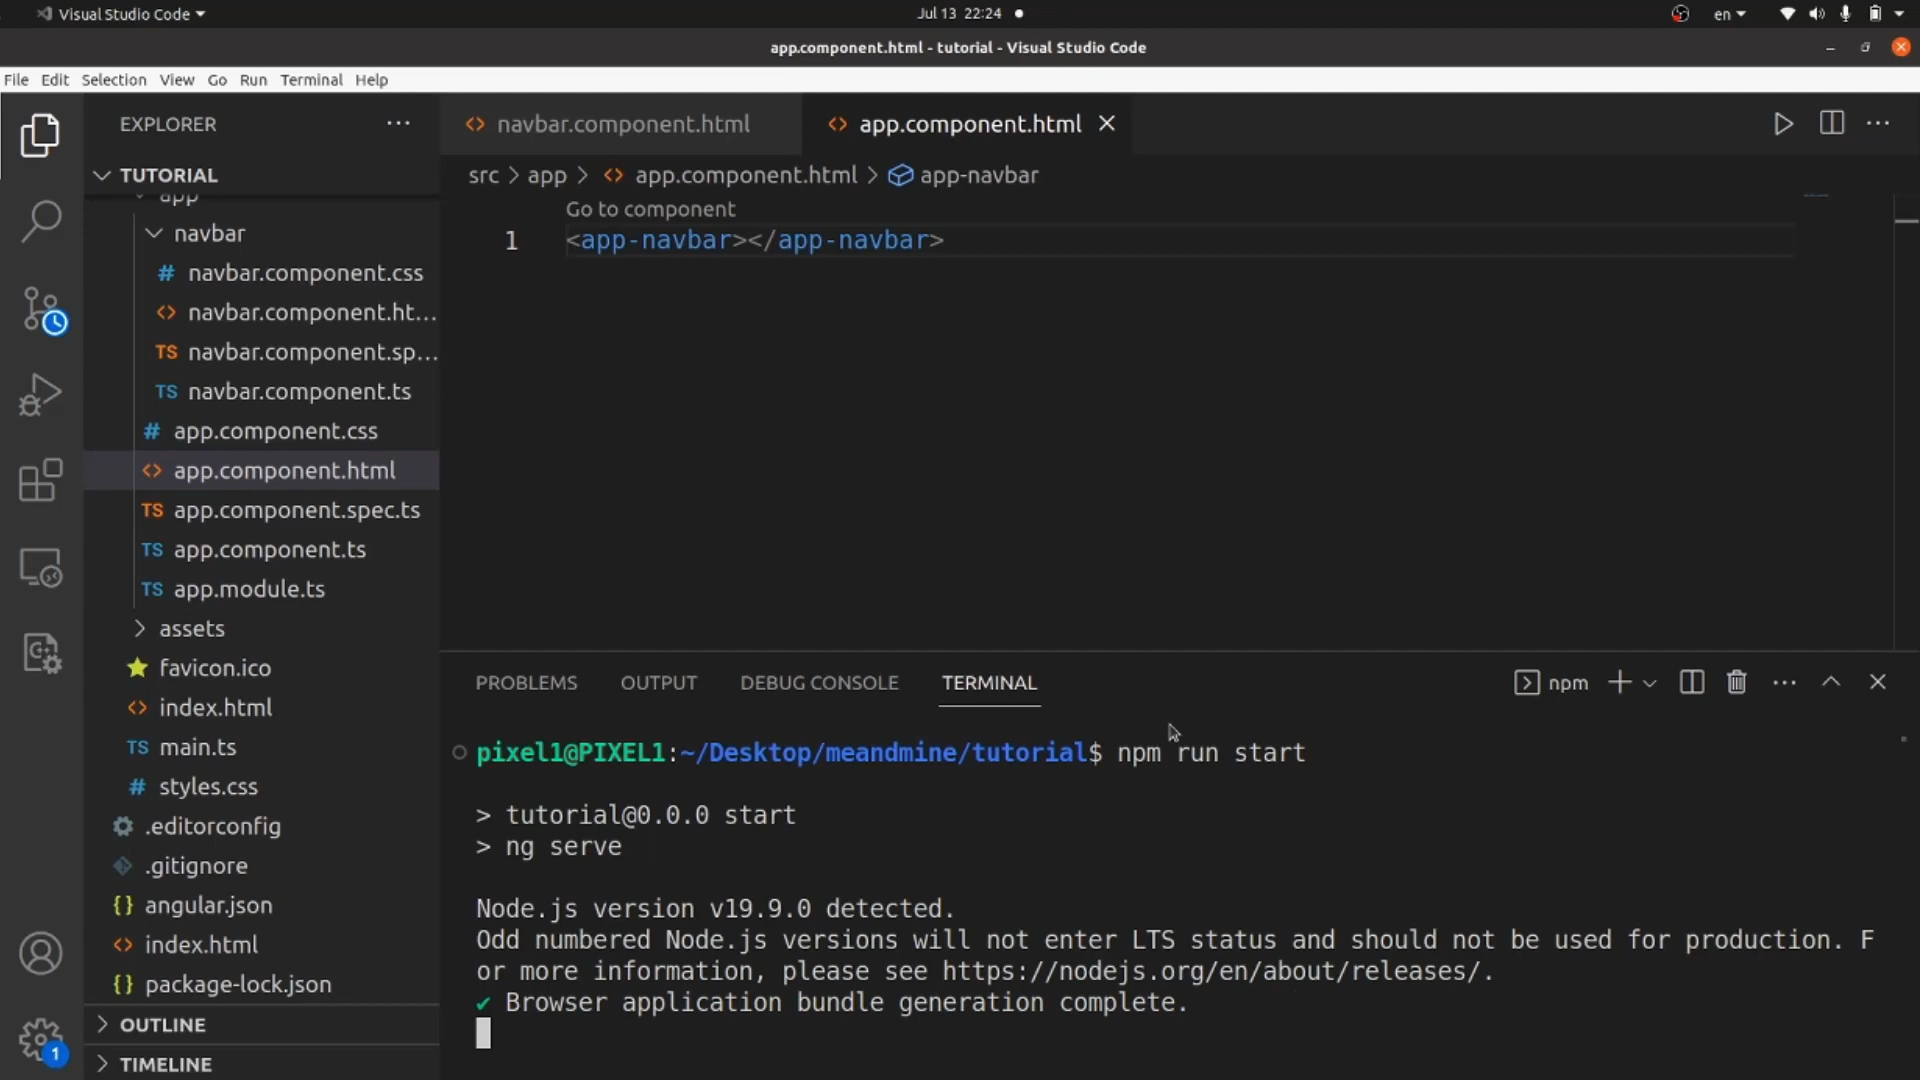 Visual Studio Code
Jul 13 22:24
en
app.component.html - tutorial - Visual Studio Code
File Edit Selection View Go Run Terminal Help
EXPLORER
TUTORIAL
app
navbar
navbar.component.css
navbar.component.ht...
navbar.component.sp...
navbar.component.ts
app.component.css
app.component.html
app.component.spec.ts
app.component.ts
app.module.ts
assets
favicon.ico
index.html
main.ts
styles.css
.editorconfig
.gitignore
angular.json
index.html
package-lock.json
OUTLINE
TIMELINE
1
navbar.component.html
app.component.html
src > app > app.component.html > app-navbar
Go to component
1 <app-navbar></app-navbar>
PROBLEMS OUTPUT DEBUG CONSOLE TERMINAL
npm
pixel1@PIXEL1:~/Desktop/meandmine/tutorial$ npm run start
> tutorial@0.0.0 start
> ng serve
Node.js version v19.9.0 detected.
Odd numbered Node.js versions will not enter LTS status and should not be used for production. F
or more information, please see https://nodejs.org/en/about/releases/.
✔ Browser application bundle generation complete.